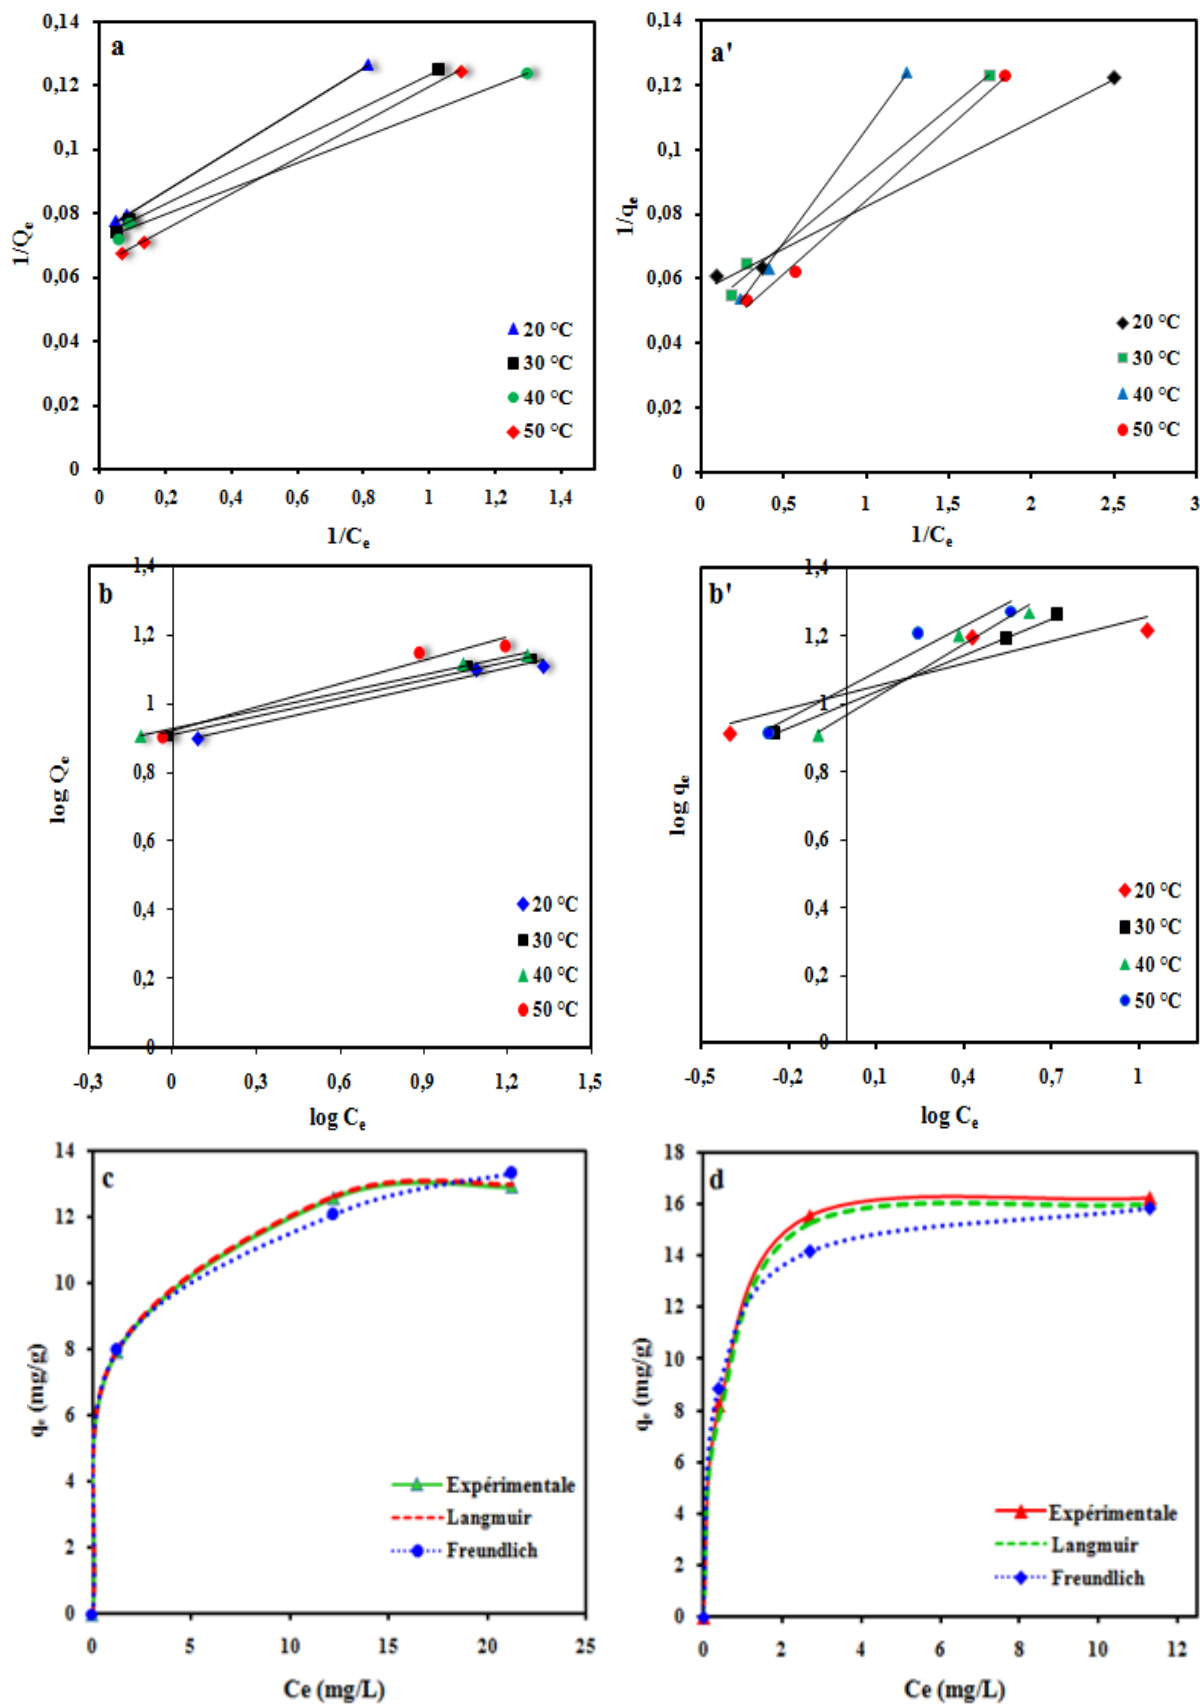 a
0,14
0,12
0,1
0,08
0,06
0,04
0,02
0
1/Qe
0 0,2 0,4 0,6 0,8 1 1,2 1,4
1/Ce
20 °C
30 °C
40 °C
50 °C
a'
0,14
0,12
0,1
0,08
0,06
0,04
0,02
0
1/qe
0 0,5 1 1,5 2 2,5 3
1/Ce
20 °C
30 °C
40 °C
50 °C
b
1,4
1,2
1
0,8
0,6
0,4
0,2
0
log Qe
-0,3 0 0,3 0,6 0,9 1,2 1,5
log Ce
20 °C
30 °C
40 °C
50 °C
b'
1,4
1,2
1
0,8
0,6
0,4
0,2
0
log qe
-0,5 -0,2 0,1 0,4 0,7 1
log Ce
20 °C
30 °C
40 °C
50 °C
c
14
12
10
8
6
4
2
0
qe (mg/g)
0 5 10 15 20 25
Ce (mg/L)
Expérimentale
Langmuir
Freundlich
d
18
16
14
12
10
8
6
4
2
0
qe (mg/g)
0 2 4 6 8 10 12
Ce (mg/L)
Expérimentale
Langmuir
Freundlich